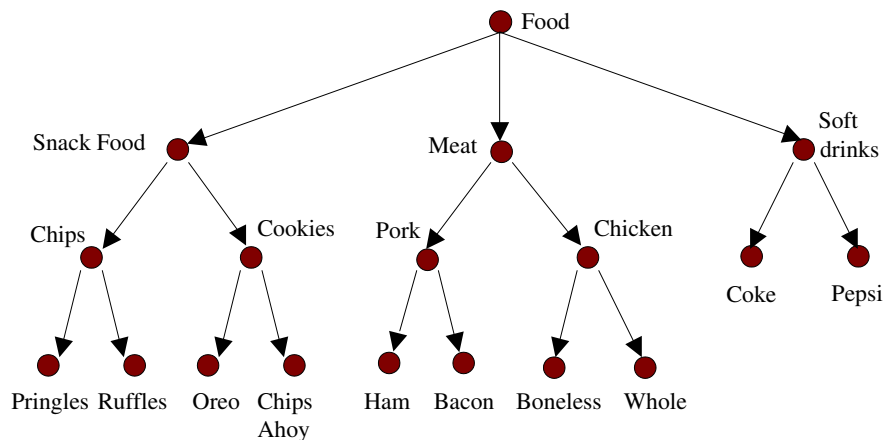 Food
Snack Food
Meat
Soft
drinks
Chips
Cookies
Pork
Chicken
Coke
Pepsi
Pringles
Ruffles
Oreo
Chips
Ahoy
Ham
Bacon
Boneless
Whole